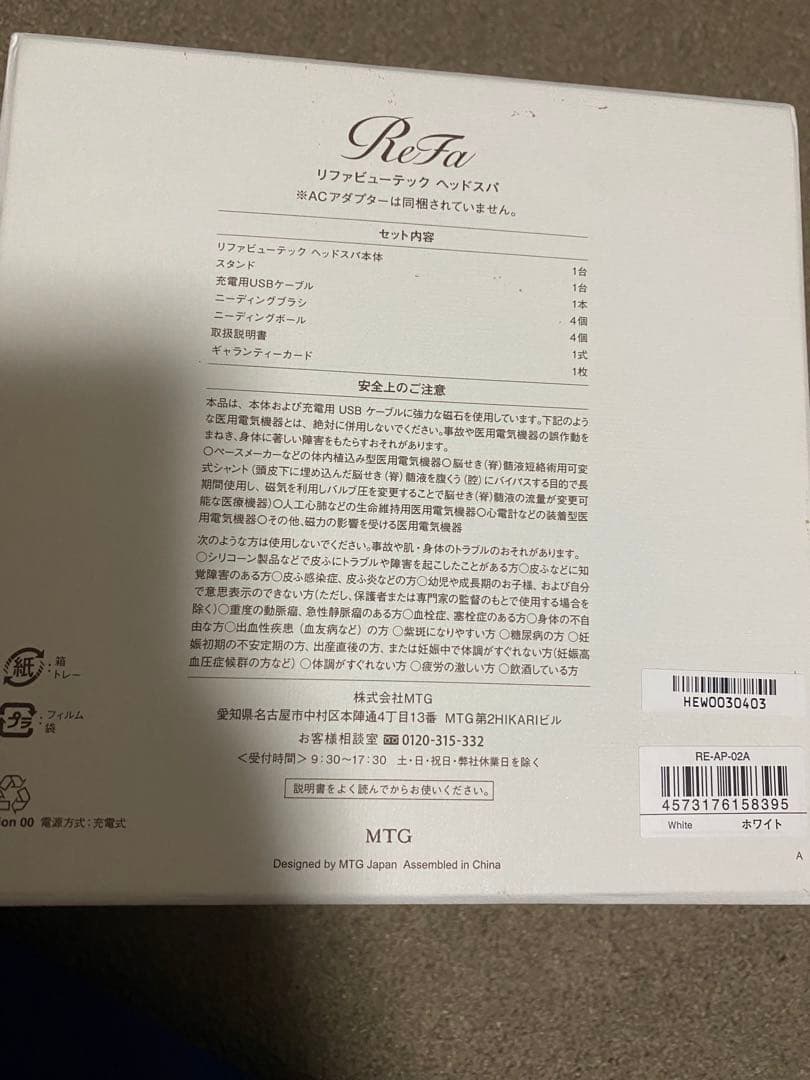 ReFa
リファビューテック ヘッドスパ
※ACアダプターは同梱されていません。
セット内容
リファビューテック ヘッドスパ本体 1台
スタンド 1台
充電用USBケーブル 1本
ニーディングブラシ 4個
ニーディングボール 4個
取扱説明書 1式
ギャランティーカード 1枚
安全上のご注意
本品は、本体および充電用 USB ケーブルに強力な磁石を使用しています。下記のよう
な医用電気機器とは、絶対に併用しないでください。事故や医用電気機器の誤作動を
まねき、身体に著しい障害をもたらすおそれがあります。
○ペースメーカーなどの体内植込み型医用電気機器○脳せき(脊)髄液短絡術用可変
式シャント(頭皮下に埋め込んだ脳せき(脊)髄液を腹くう(腔)にバイパスする目的で長
期間使用し、磁気を利用しバルブ圧を変更することで脳せき(脊)髄液の流量が変更可
能な医療機器)○人工心肺などの生命維持用医用電気機器○心電計などの装着型医
用電気機器○その他、磁力の影響を受ける医用電気機器
次のような方は使用しないでください。事故や肌・身体のトラブルのおそれがあります。
○シリコーン製品などで皮ふにトラブルや障害を起こしたことがある方○皮ふなどに知
覚障害のある方○皮ふ感染症、皮ふ炎などの方○幼児や成長期のお子様、および自分
で意思表示のできない方(ただし、保護者または専門家の監督のもとで使用する場合を
除く)○重度の動脈瘤、急性静脈瘤のある方○血栓症、塞栓症のある方○身体の不自
由な方○出血性疾患(血友病など)の方○紫斑になりやすい方○糖尿病の方○妊
娠初期の不安定期の方、出産直後の方、または妊娠中で体調がすぐれない方(妊娠高
血圧症候群の方など)○体調がすぐれない方○疲労の激しい方○飲酒している方
株式会社MTG
愛知県名古屋市中村区本陣通4丁目13番 MTG第2HIKARIビル
お客様相談室 0120-315-332
<受付時間> 9:30〜17:30 土・日・祝日・弊社休業日を除く
説明書をよく読んでからお使いください。
MTG
Designed by MTG Japan Assembled in China
紙 : 箱
トレー
プラ : フィルム
袋
ion 00 電源方式:充電式
HEW0030403
RE-AP-02A
4573176158395
White ホワイト
A